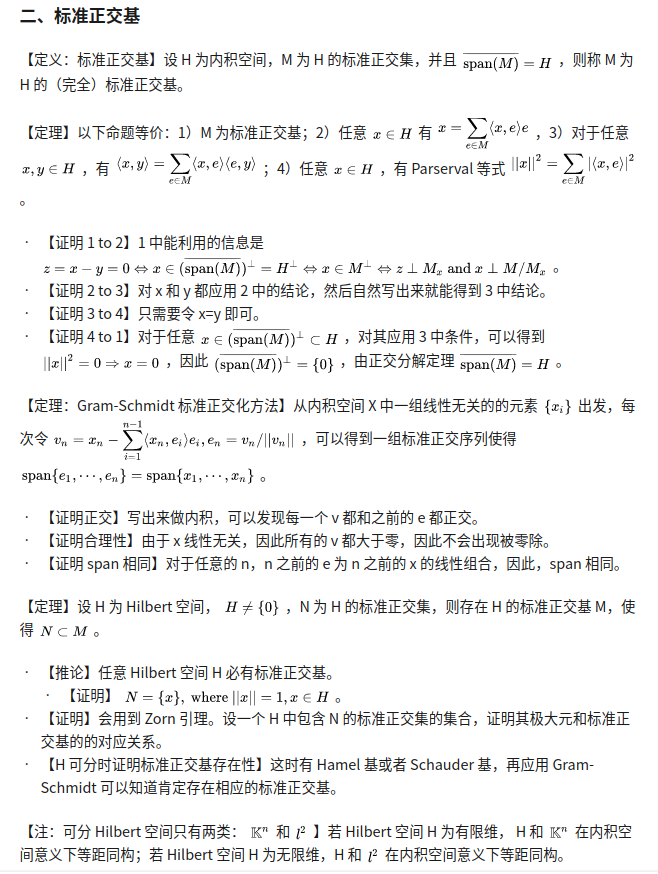 二、标准正交基
【定义：标准正交基】设 H 为内积空间，M 为 H 的标准正交集，并且 $\overline{\text{span}(M)} = H$ ，则称 M 为
H 的（完全）标准正交基。
【定理】以下命题等价：1）M 为标准正交基；2）任意 $x \in H$ 有 $x = \sum_{e \in M} \langle x, e \rangle e$ ，3）对于任意
$x, y \in H$ ，有 $\langle x, y \rangle = \sum_{e \in M} \langle x, e \rangle \langle e, y \rangle$ ；4）任意 $x \in H$ ，有 Parserval 等式 $||x||^2 = \sum_{e \in M} |\langle x, e \rangle|^2$
。
· 【证明 1 to 2】1 中能利用的信息是
$z = x - y = 0 \Leftrightarrow x \in (\overline{\text{span}(M)})^\perp = H^\perp \Leftrightarrow x \in M^\perp \Leftrightarrow z \perp M_x \text{ and } x \perp M/M_x$ 。
· 【证明 2 to 3】对 x 和 y 都应用 2 中的结论，然后自然写出来就能得到 3 中结论。
· 【证明 3 to 4】只需要令 x=y 即可。
· 【证明 4 to 1】对于任意 $x \in (\overline{\text{span}(M)})^\perp \subset H$ ，对其应用 3 中条件，可以得到
$||x||^2 = 0 \Rightarrow x = 0$ ，因此 $(\overline{\text{span}(M)})^\perp = \{0\}$ ，由正交分解定理 $\overline{\text{span}(M)} = H$ 。
【定理：Gram-Schmidt 标准正交化方法】从内积空间 X 中一组线性无关的的元素 $\{x_i\}$ 出发，每
次令 $v_n = x_n - \sum_{i=1}^{n-1} \langle x_n, e_i \rangle e_i, e_n = v_n/||v_n||$ ，可以得到一组标准正交序列使得
$\text{span}\{e_1, \cdots, e_n\} = \text{span}\{x_1, \cdots, x_n\}$ 。
· 【证明正交】写出来做内积，可以发现每一个 v 都和之前的 e 都正交。
· 【证明合理性】由于 x 线性无关，因此所有的 v 都大于零，因此不会出现被零除。
· 【证明 span 相同】对于任意的 n，n 之前的 e 为 n 之前的 x 的线性组合，因此，span 相同。
【定理】设 H 为 Hilbert 空间， $H \neq \{0\}$ ，N 为 H 的标准正交集，则存在 H 的标准正交基 M，使
得 $N \subset M$ 。
· 【推论】任意 Hilbert 空间 H 必有标准正交基。
· 【证明】 $N = \{x\}, \text{ where } ||x|| = 1, x \in H$ 。
· 【证明】会用到 Zorn 引理。设一个 H 中包含 N 的标准正交集的集合，证明其极大元和标准正
交基的的对应关系。
· 【H 可分时证明标准正交基存在性】这时有 Hamel 基或者 Schauder 基，再应用 Gram-
Schmidt 可以知道肯定存在相应的标准正交基。
【注：可分 Hilbert 空间只有两类： $\mathbb{K}^n$ 和 $l^2$ 】若 Hilbert 空间 H 为有限维， H 和 $\mathbb{K}^n$ 在内积空
间意义下等距同构；若 Hilbert 空间 H 为无限维，H 和 $l^2$ 在内积空间意义下等距同构。